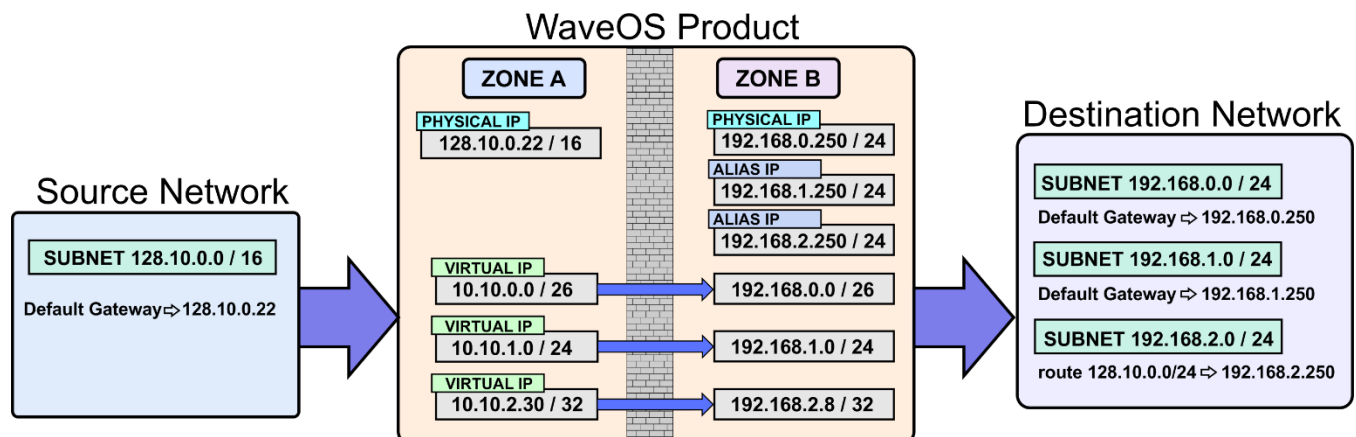 WaveOS Product
ZONE A
ZONE B
PHYSICAL IP
128.10.0.22 / 16
PHYSICAL IP
192.168.0.250 / 24
ALIAS IP
192.168.1.250 / 24
ALIAS IP
192.168.2.250 / 24
VIRTUAL IP
10.10.0.0 / 26
192.168.0.0 / 26
VIRTUAL IP
10.10.1.0 / 24
192.168.1.0 / 24
VIRTUAL IP
10.10.2.30 / 32
192.168.2.8 / 32
Source Network
SUBNET 128.10.0.0 / 16
Default Gateway ⇨ 128.10.0.22
Destination Network
SUBNET 192.168.0.0 / 24
Default Gateway ⇨ 192.168.0.250
SUBNET 192.168.1.0 / 24
Default Gateway ⇨ 192.168.1.250
SUBNET 192.168.2.0 / 24
route 128.10.0.0/24 ⇨ 192.168.2.250